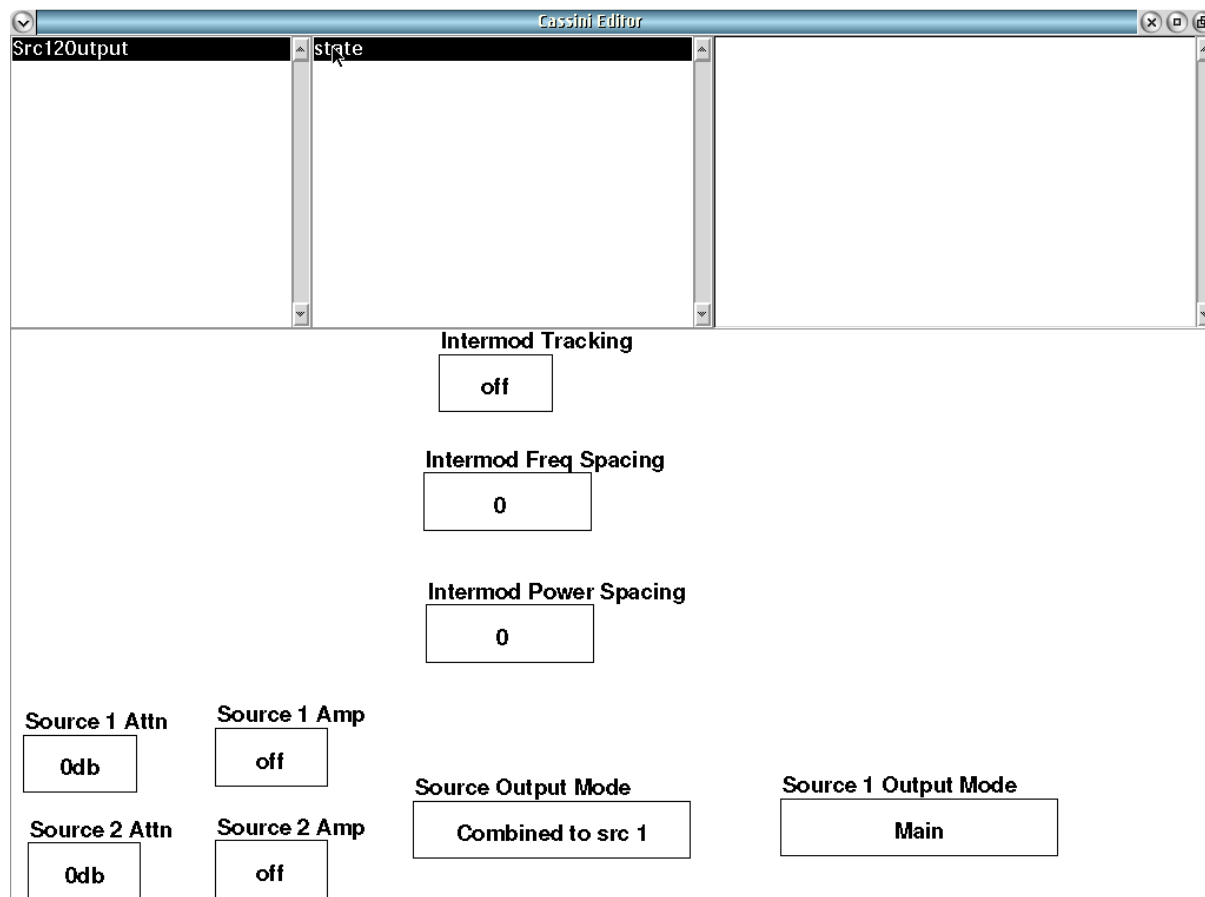 Cassini Editor
Src12Output
state
Intermod Tracking
off
Intermod Freq Spacing
0
Intermod Power Spacing
0
Source 1 Attn
0db
Source 1 Amp
off
Source Output Mode
Combined to src 1
Source 1 Output Mode
Main
Source 2 Attn
0db
Source 2 Amp
off